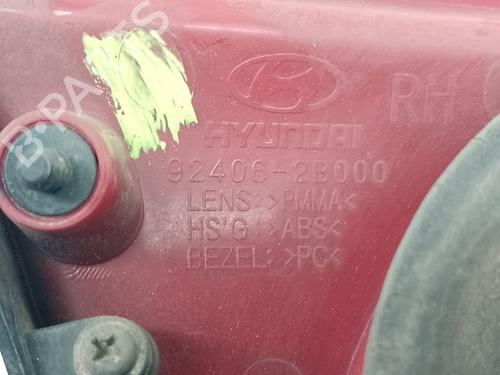 B-PARTS
RH
HYUNDAI
92406-2B000
LENS:>PMMA<
HS'G:>ABS<
BEZEL:>PC<